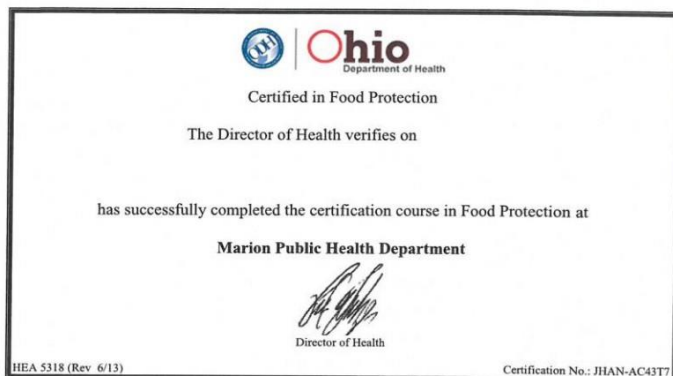 ODH
Ohio
Department of Health
Certified in Food Protection
The Director of Health verifies on
has successfully completed the certification course in Food Protection at
Marion Public Health Department
Director of Health
HEA 5318 (Rev 6/13)
Certification No.: JHAN-AC43T7